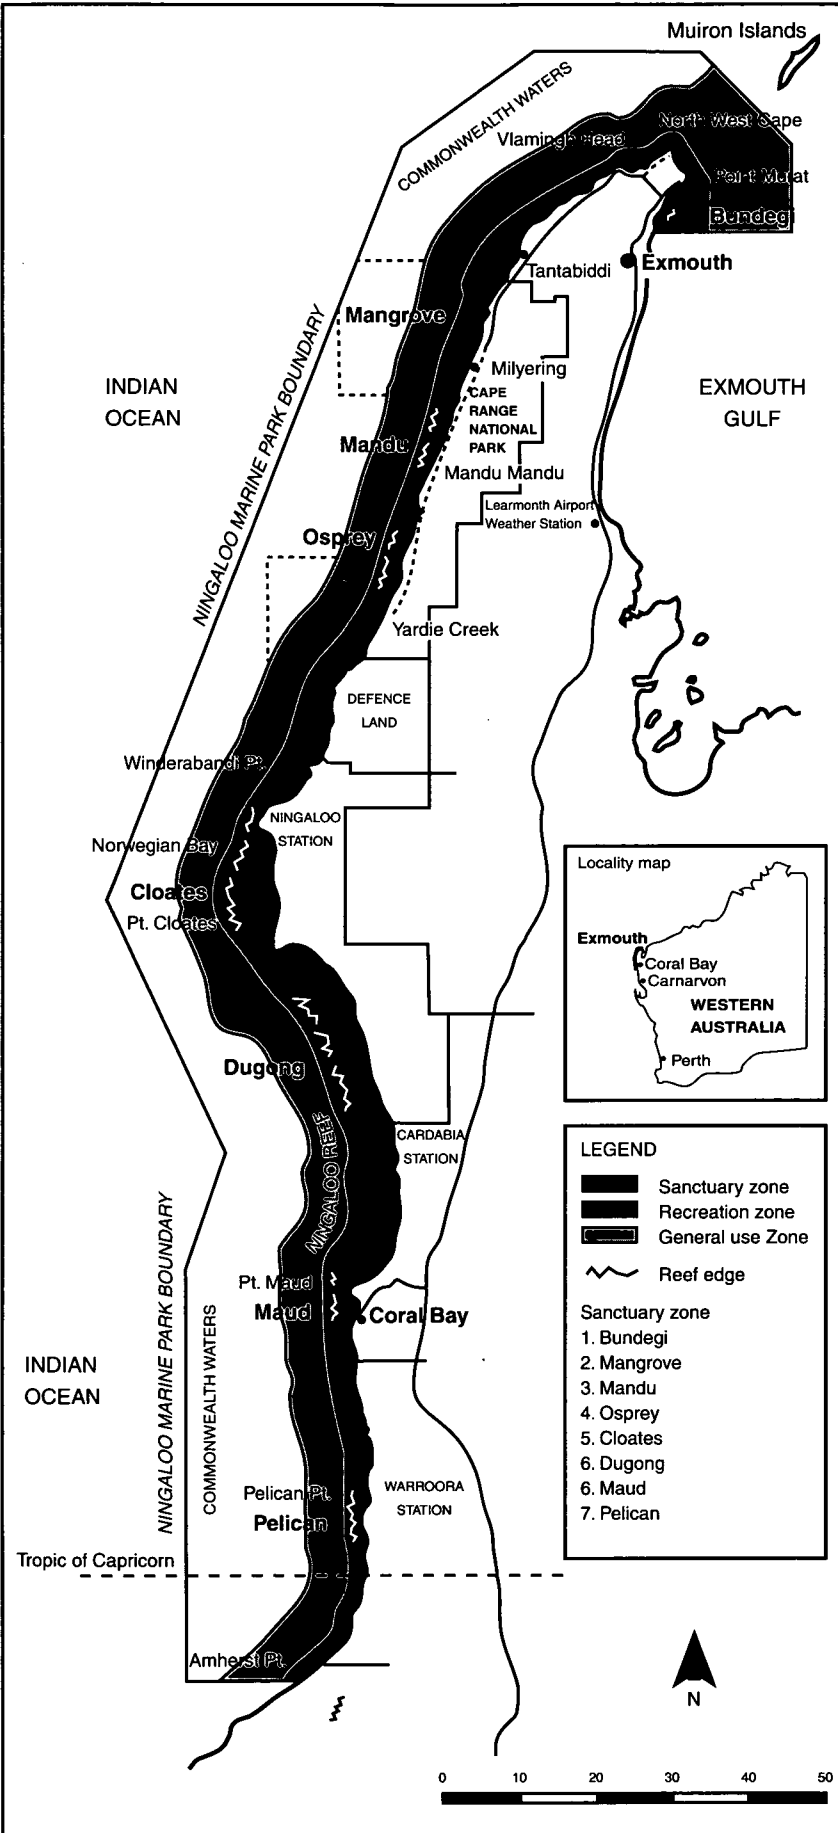 Muiron Islands
COMMONWEALTH WATERS
North West Cape
Vlamingh Head
Point Murat
Bundegi
Tantabiddi
Exmouth
Mangrove
NINGALOO MARINE PARK BOUNDARY
INDIAN
OCEAN
Milyering
EXMOUTH
GULF
CAPE
RANGE
NATIONAL
PARK
Mandu
Mandu Mandu
Learmonth Airport
Weather Station
Osprey
Yardie Creek
DEFENCE
LAND
Winderabandi Pt.
NINGALOO
STATION
Norwegian Bay
Cloates
Pt. Cloates
Locality map
Exmouth
Coral Bay
Carnarvon
WESTERN
AUSTRALIA
Perth
Dugong
NINGALOO REEF
CARDABIA
STATION
LEGEND
Sanctuary zone
Recreation zone
General use Zone
Reef edge
Sanctuary zone
1. Bundegi
2. Mangrove
3. Mandu
4. Osprey
5. Cloates
6. Dugong
6. Maud
7. Pelican
Pt. Maud
Maud
Coral Bay
NINGALOO MARINE PARK BOUNDARY
COMMONWEALTH WATERS
INDIAN
OCEAN
Pelican Pt.
Pelican
WARROORA
STATION
Tropic of Capricorn
Amherst Pt.
N
0 10 20 30 40 50